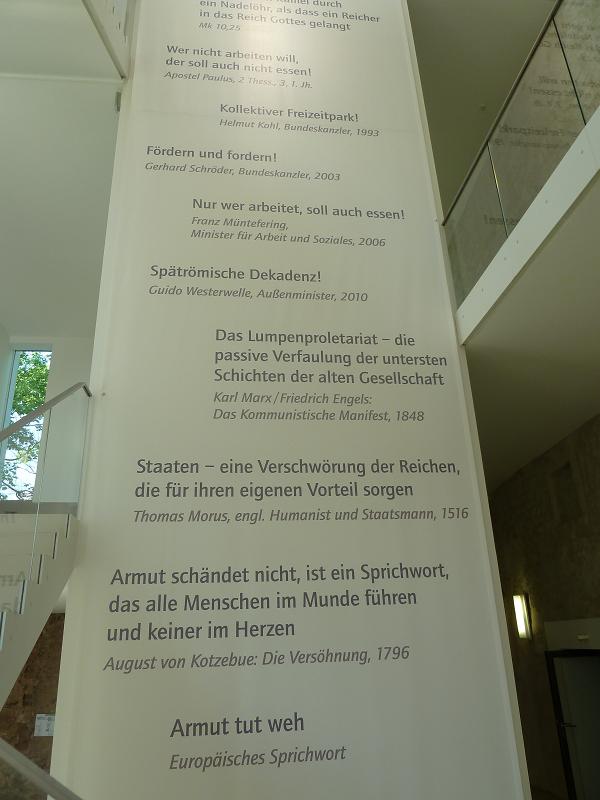 ein Nadelöhr, als dass ein Reicher
in das Reich Gottes gelangt
Mk 10,25
Wer nicht arbeiten will,
der soll auch nicht essen!
Apostel Paulus, 2 Thess., 3, 1. Jh.
Kollektiver Freizeitpark!
Helmut Kohl, Bundeskanzler, 1993
Fördern und fordern!
Gerhard Schröder, Bundeskanzler, 2003
Nur wer arbeitet, soll auch essen!
Franz Müntefering,
Minister für Arbeit und Soziales, 2006
Spätrömische Dekadenz!
Guido Westerwelle, Außenminister, 2010
Das Lumpenproletariat – die
passive Verfaulung der untersten
Schichten der alten Gesellschaft
Karl Marx/Friedrich Engels:
Das Kommunistische Manifest, 1848
Staaten – eine Verschwörung der Reichen,
die für ihren eigenen Vorteil sorgen
Thomas Morus, engl. Humanist und Staatsmann, 1516
Armut schändet nicht, ist ein Sprichwort,
das alle Menschen im Munde führen
und keiner im Herzen
August von Kotzebue: Die Versöhnung, 1796
Armut tut weh
Europäisches Sprichwort